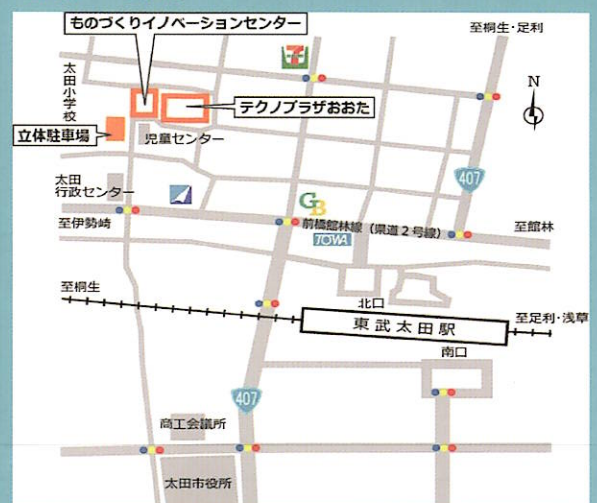 ものづくりイノベーションセンター
至桐生・足利
太田小学校
7
N
テクノプラザおおた
立体駐車場
児童センター
407
太田
行政センター
GB
至伊勢崎
前橋館林線（県道２号線）
至館林
TOWA
至桐生
北口
東武太田駅
至足利・浅草
南口
407
商工会議所
太田市役所